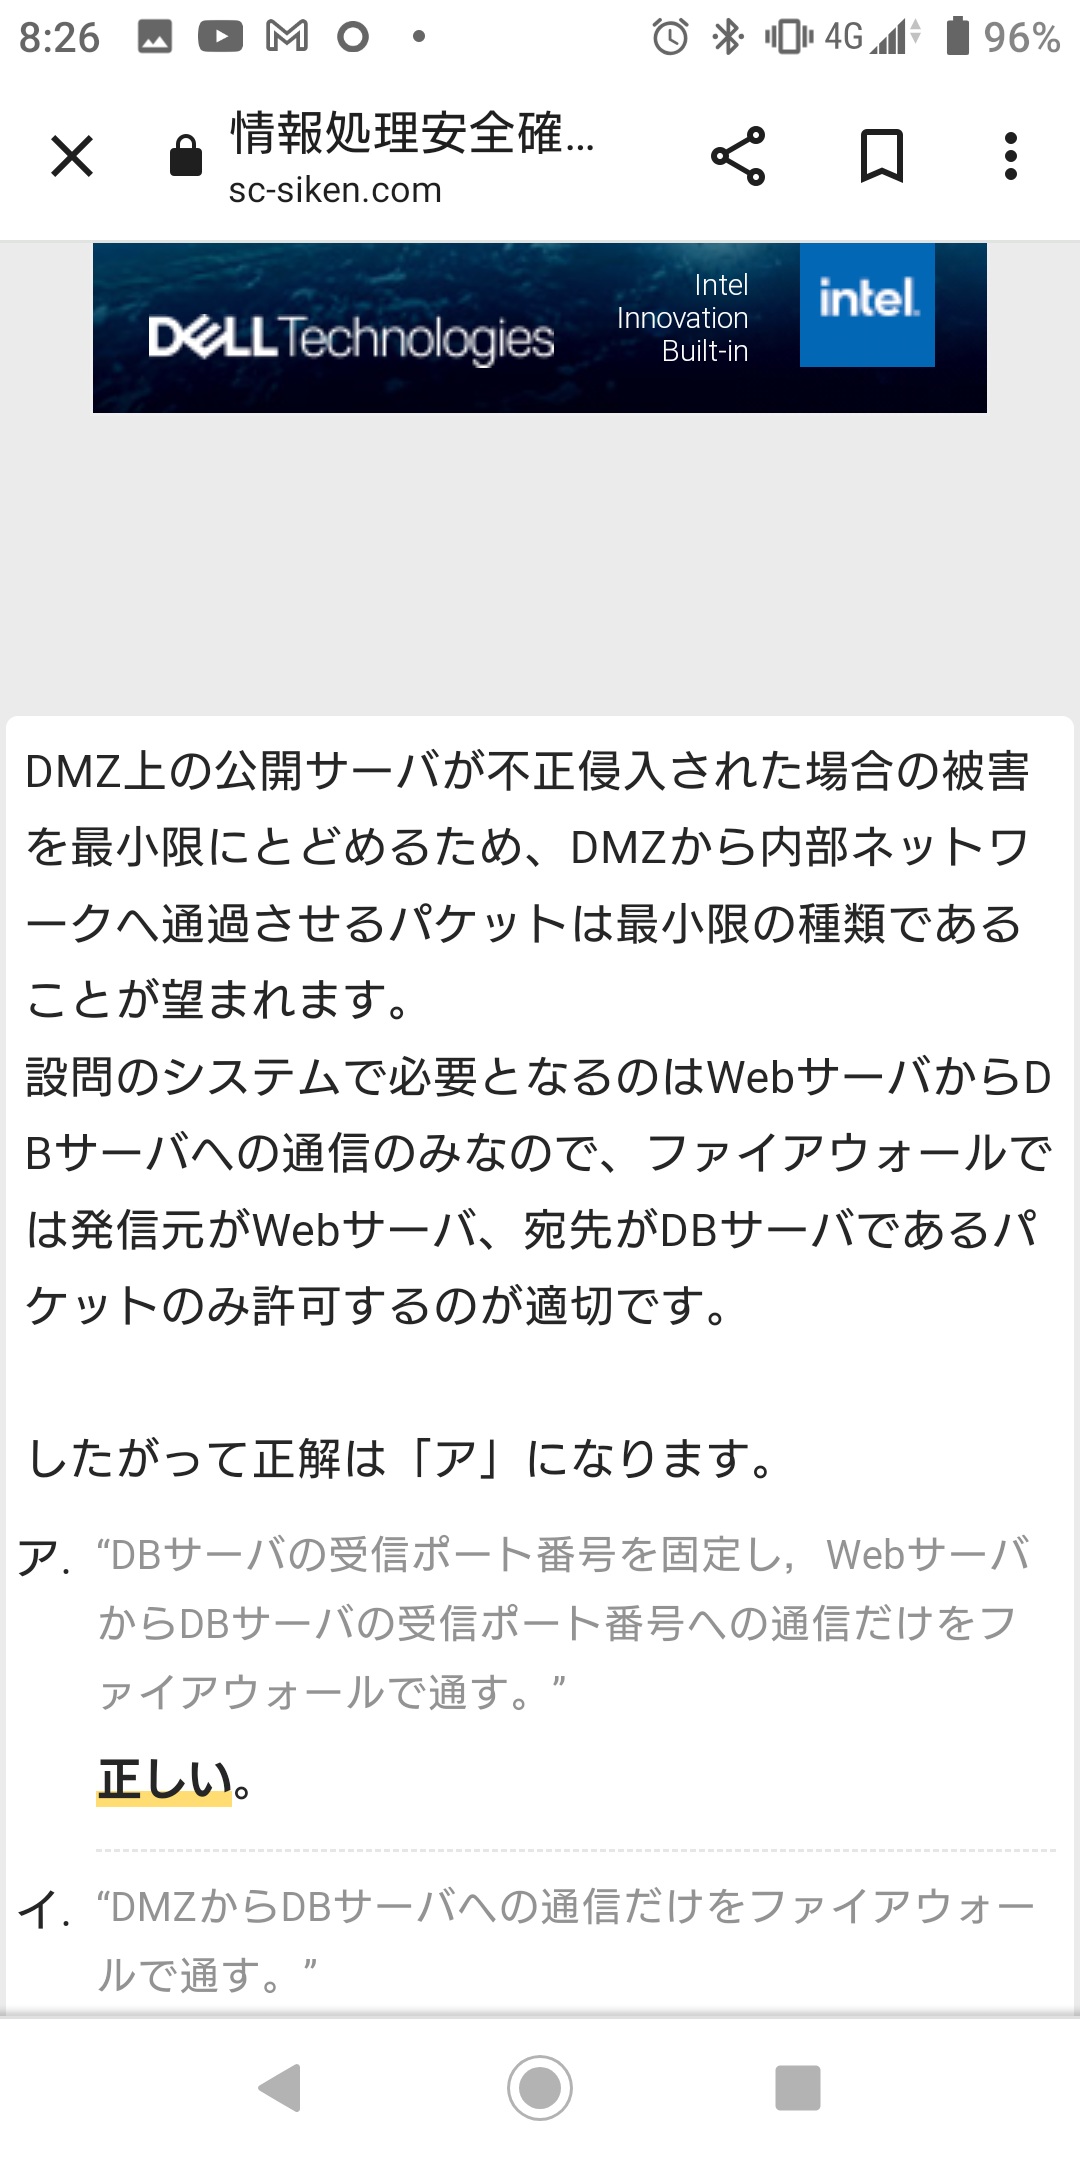 8:26
4G 96%
情報処理安全確...
sc-siken.com
DELL Technologies
Intel
Innovation
Built-in
intel.
DMZ上の公開サーバが不正侵入された場合の被害
を最小限にとどめるため、DMZから内部ネットワ
ークへ通過させるパケットは最小限の種類である
ことが望まれます。
設問のシステムで必要となるのはWebサーバからD
Bサーバへの通信のみなので、ファイアウォールで
は発信元がWebサーバ、宛先がDBサーバであるパ
ケットのみ許可するのが適切です。
したがって正解は「ア」になります。
ア. “DBサーバの受信ポート番号を固定し，Webサーバ
からDBサーバの受信ポート番号への通信だけをフ
ァイアウォールで通す。”
正しい。
イ. “DMZからDBサーバへの通信だけをファイアウォー
ルで通す。”